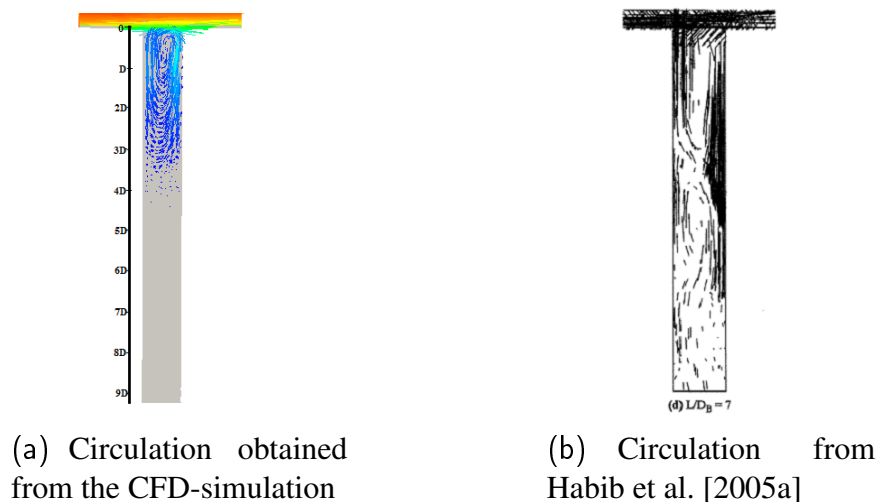 0
D
2D
3D
4D
5D
6D
7D
8D
9D
(d) L/D_B = 7
(a) Circulation obtained
from the CFD-simulation
(b) Circulation from
Habib et al. [2005a]